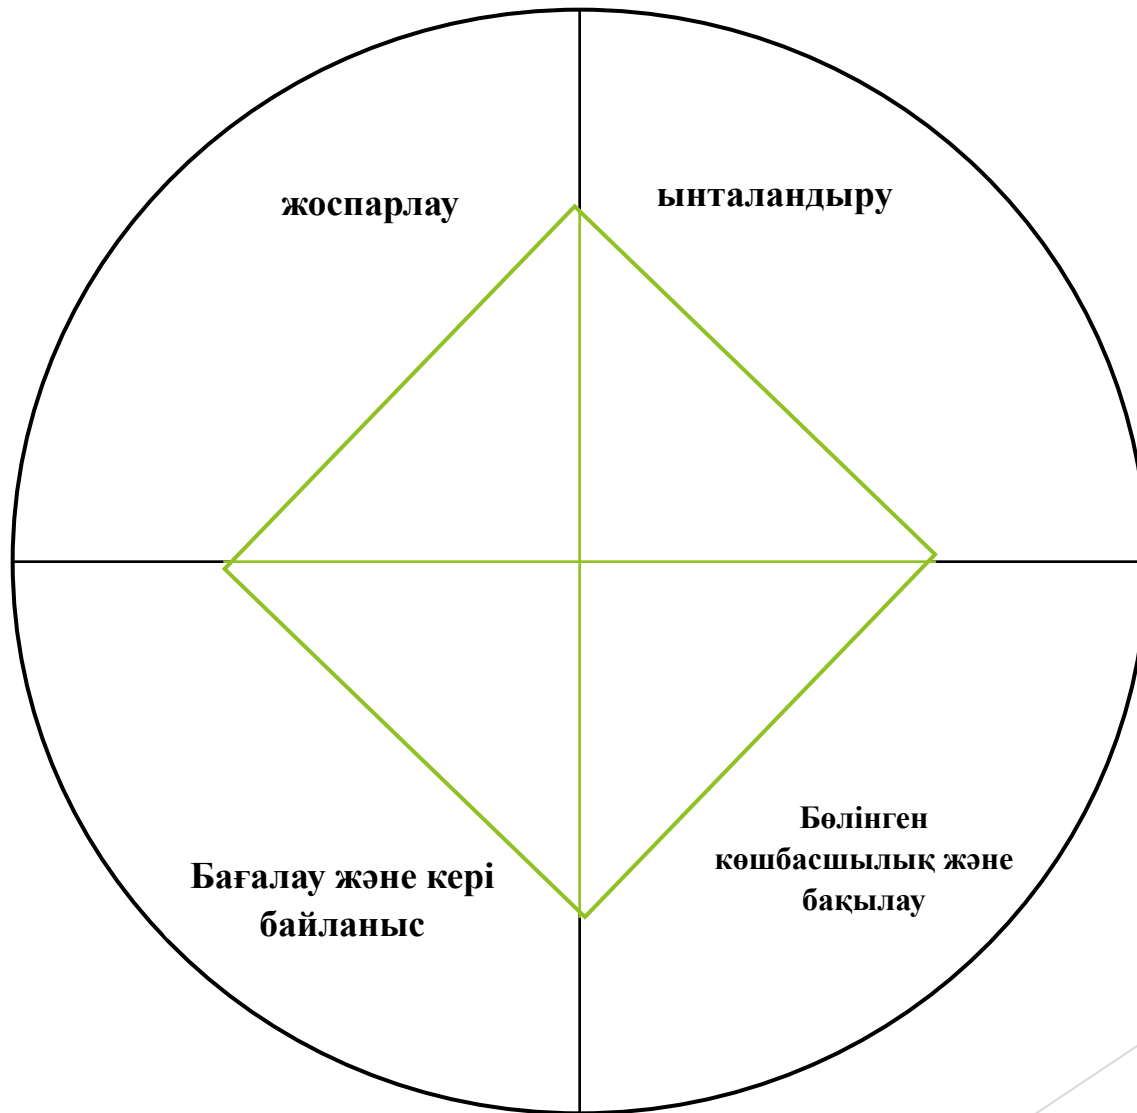 жоспарлау
ынталандыру
Бағалау және кері
байланыс
Бөлінген
көшбасшылық және
бақылау